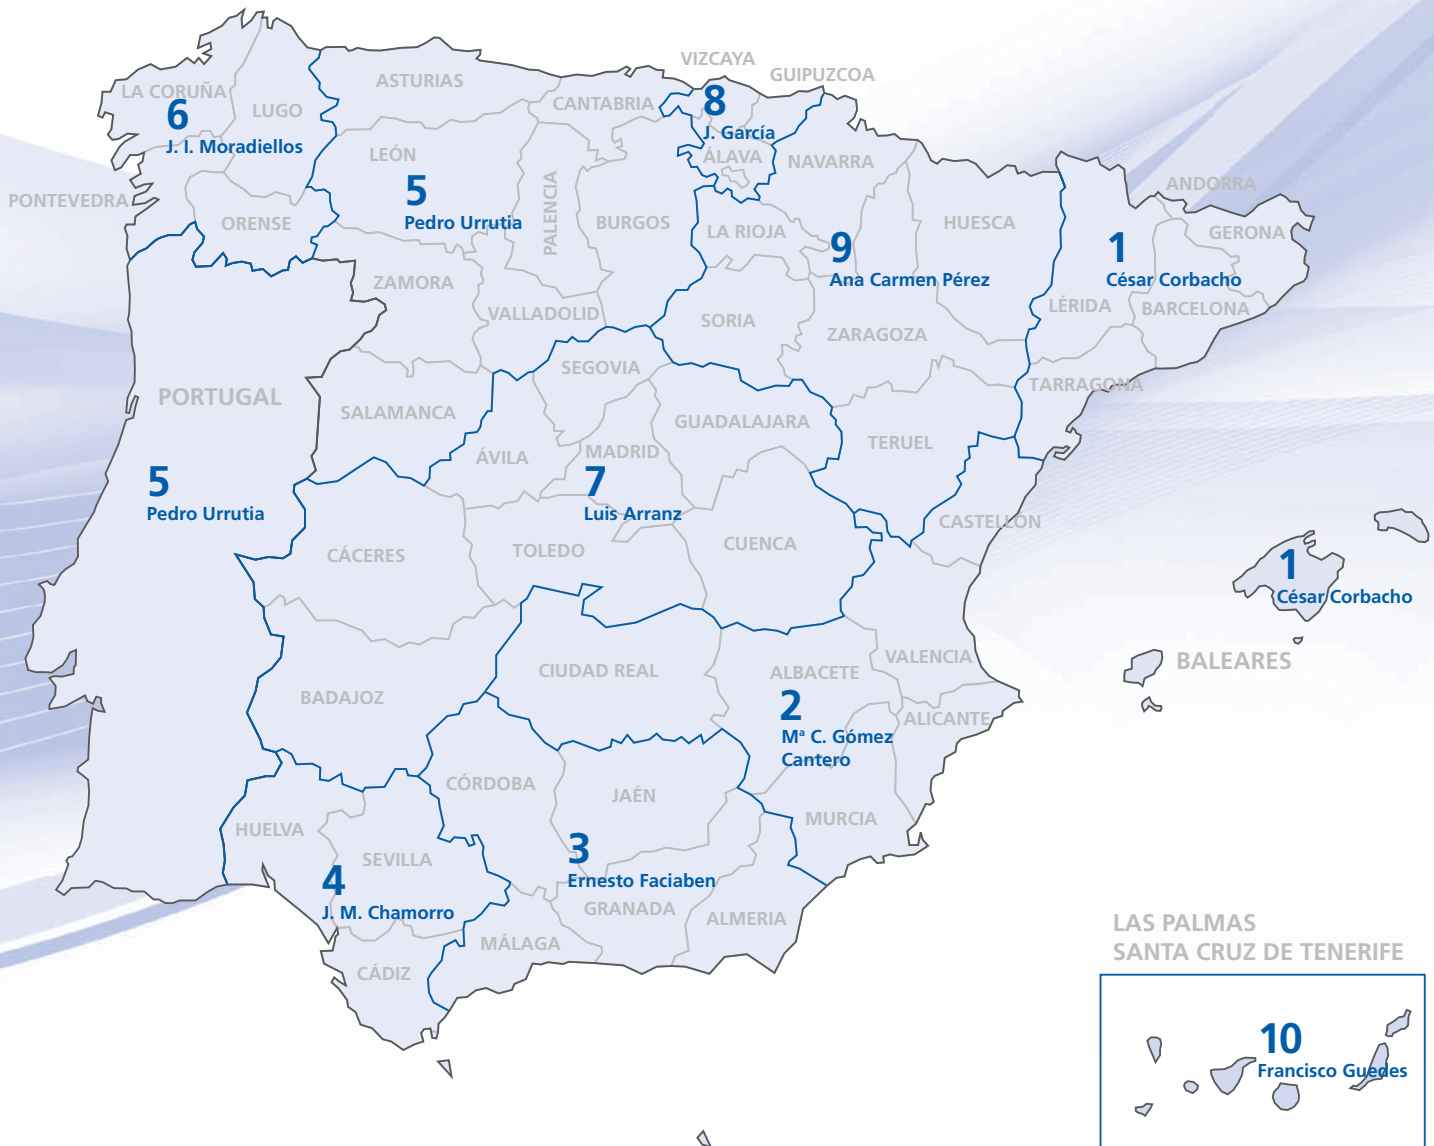 VIZCAYA
GUIPUZCOA
ASTURIAS
LA CORUÑA
CANTABRIA
8
6
LUGO
J. García
J. I. Moradiellos
LEÓN
ÁLAVA
NAVARRA
PONTEVEDRA
5
Pedro Urrutia
PALENCIA
ANDORRA
ORENSE
BURGOS
LA RIOJA
HUESCA
GERONA
9
Ana Carmen Pérez
1
César Corbacho
ZAMORA
VALLADOLID
SORIA
LÉRIDA
BARCELONA
ZARAGOZA
SEGOVIA
PORTUGAL
TARRAGONA
SALAMANCA
GUADALAJARA
TERUEL
ÁVILA
MADRID
5
Pedro Urrutia
7
Luis Arranz
CASTELLÓN
CÁCERES
TOLEDO
CUENCA
1
César Corbacho
BALEARES
CIUDAD REAL
ALBACETE
VALENCIA
BADAJOZ
2
Mª C. Gómez
Cantero
ALICANTE
CÓRDOBA
JAÉN
MURCIA
HUELVA
SEVILLA
3
Ernesto Faciaben
4
J. M. Chamorro
GRANADA
ALMERIA
MÁLAGA
CÁDIZ
LAS PALMAS
SANTA CRUZ DE TENERIFE
10
Francisco Guedes